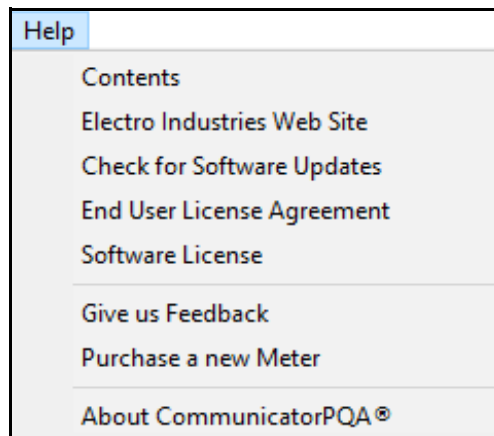 Help
Contents
Electro Industries Web Site
Check for Software Updates
End User License Agreement
Software License
Give us Feedback
Purchase a new Meter
About CommunicatorPQA®